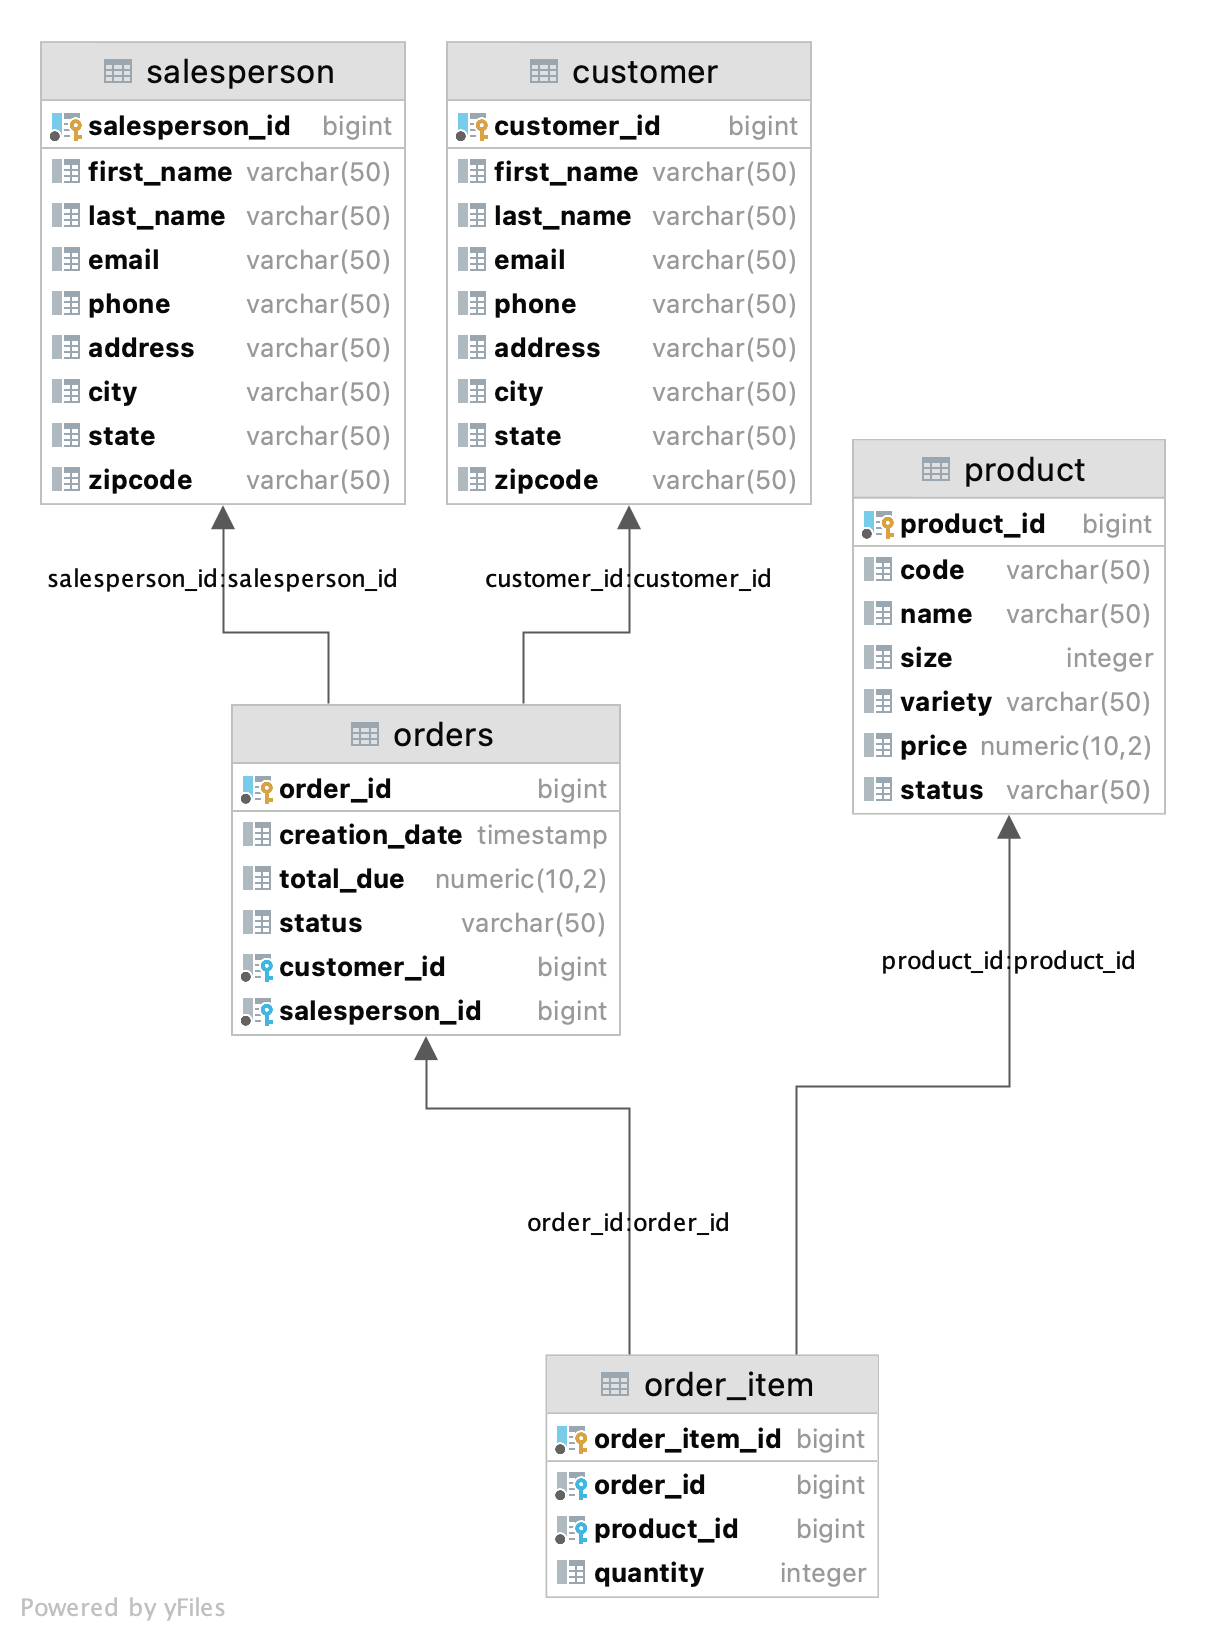 salesperson
salesperson_id bigint
first_name varchar(50)
last_name varchar(50)
email varchar(50)
phone varchar(50)
address varchar(50)
city varchar(50)
state varchar(50)
zipcode varchar(50)
customer
customer_id bigint
first_name varchar(50)
last_name varchar(50)
email varchar(50)
phone varchar(50)
address varchar(50)
city varchar(50)
state varchar(50)
zipcode varchar(50)
product
product_id bigint
code varchar(50)
name varchar(50)
size integer
variety varchar(50)
price numeric(10,2)
status varchar(50)
salesperson_id:salesperson_id
customer_id:customer_id
orders
order_id bigint
creation_date timestamp
total_due numeric(10,2)
status varchar(50)
customer_id bigint
salesperson_id bigint
product_id:product_id
order_id:order_id
order_item
order_item_id bigint
order_id bigint
product_id bigint
quantity integer
Powered by yFiles